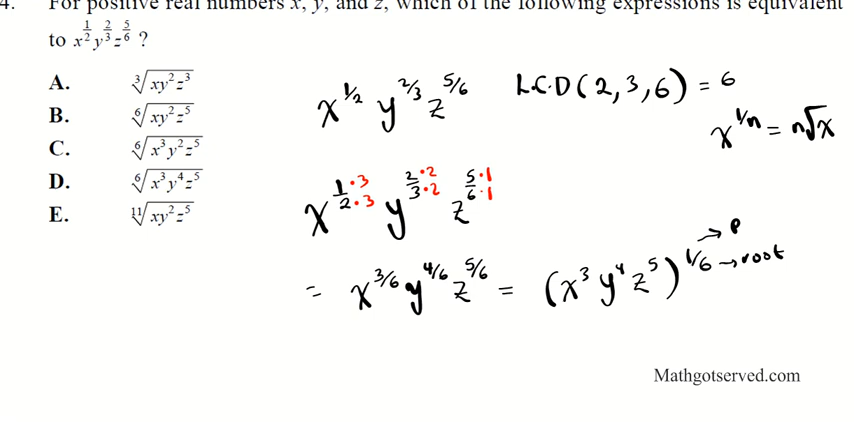 4. For positive real numbers x, y, and z, which of the following expressions is equivalent
to x^{1/2}y^{2/3}z^{5/6} ?
A. ∛(xy²z³)
B. ⁶√(xy²z⁵)
C. ⁶√(x³y²z⁵)
D. ⁶√(x³y⁴z⁵)
E. ¹¹√(xy²z⁵)
x^{1/2} y^{2/3} z^{5/6} L.C.D(2,3,6) = 6
x^{1/n} = n√x
x^{1·3/2·3} y^{2·2/3·2} z^{5·1/6·1}
= x^{3/6} y^{4/6} z^{5/6} = (x³ y⁴ z⁵)^{1/6} → p → root
Mathgotserved.com